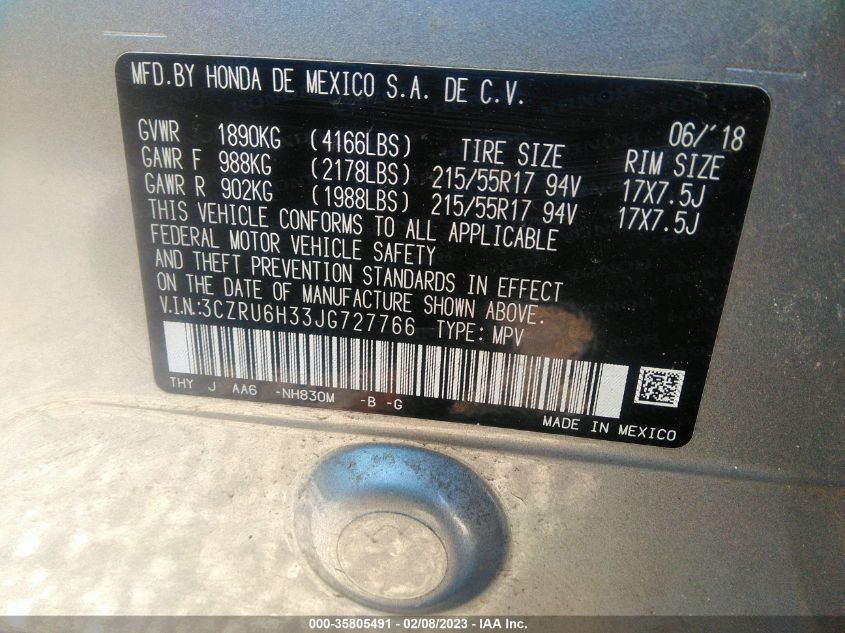 MFD.BY HONDA DE MEXICO S.A. DE C.V.
06/'18
GVWR 1890KG (4166LBS) TIRE SIZE RIM SIZE
GAWR F 988KG (2178LBS) 215/55R17 94V 17X7.5J
GAWR R 902KG (1988LBS) 215/55R17 94V 17X7.5J
THIS VEHICLE CONFORMS TO ALL APPLICABLE
FEDERAL MOTOR VEHICLE SAFETY
AND THEFT PREVENTION STANDARDS IN EFFECT
ON THE DATE OF MANUFACTURE SHOWN ABOVE.
V.I.N.:3CZRU6H33JG727766 TYPE: MPV
THY J AA6 -NH830M -B -G
MADE IN MEXICO
000-35805491 - 02/08/2023 - IAA Inc.